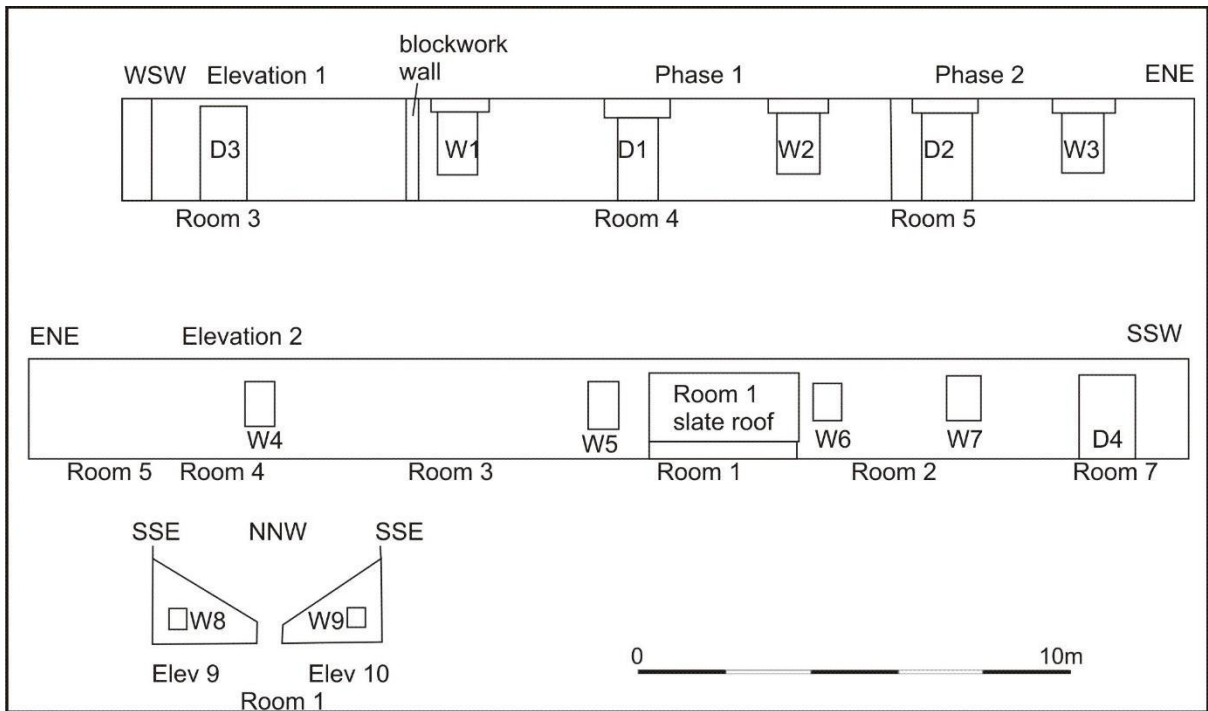 blockwork
wall
WSW Elevation 1 Phase 1 Phase 2 ENE
D3 W1 D1 W2 D2 W3
Room 3 Room 4 Room 5
ENE Elevation 2 SSW
Room 1
slate roof
W4 W5 W6 W7 D4
Room 5 Room 4 Room 3 Room 1 Room 2 Room 7
SSE NNW SSE
W8 W9
0 10m
Elev 9 Elev 10
Room 1